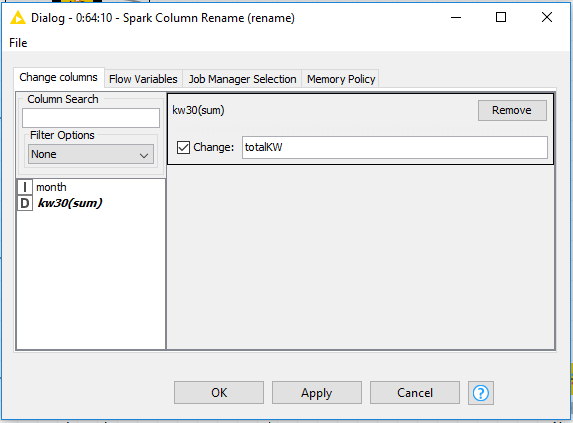 Dialog - 0:64:10 - Spark Column Rename (rename)
File
Change columns Flow Variables Job Manager Selection Memory Policy
Column Search
Filter Options
None
I month
D kw30(sum)
kw30(sum) Remove
Change: totalKW
OK Apply Cancel ?